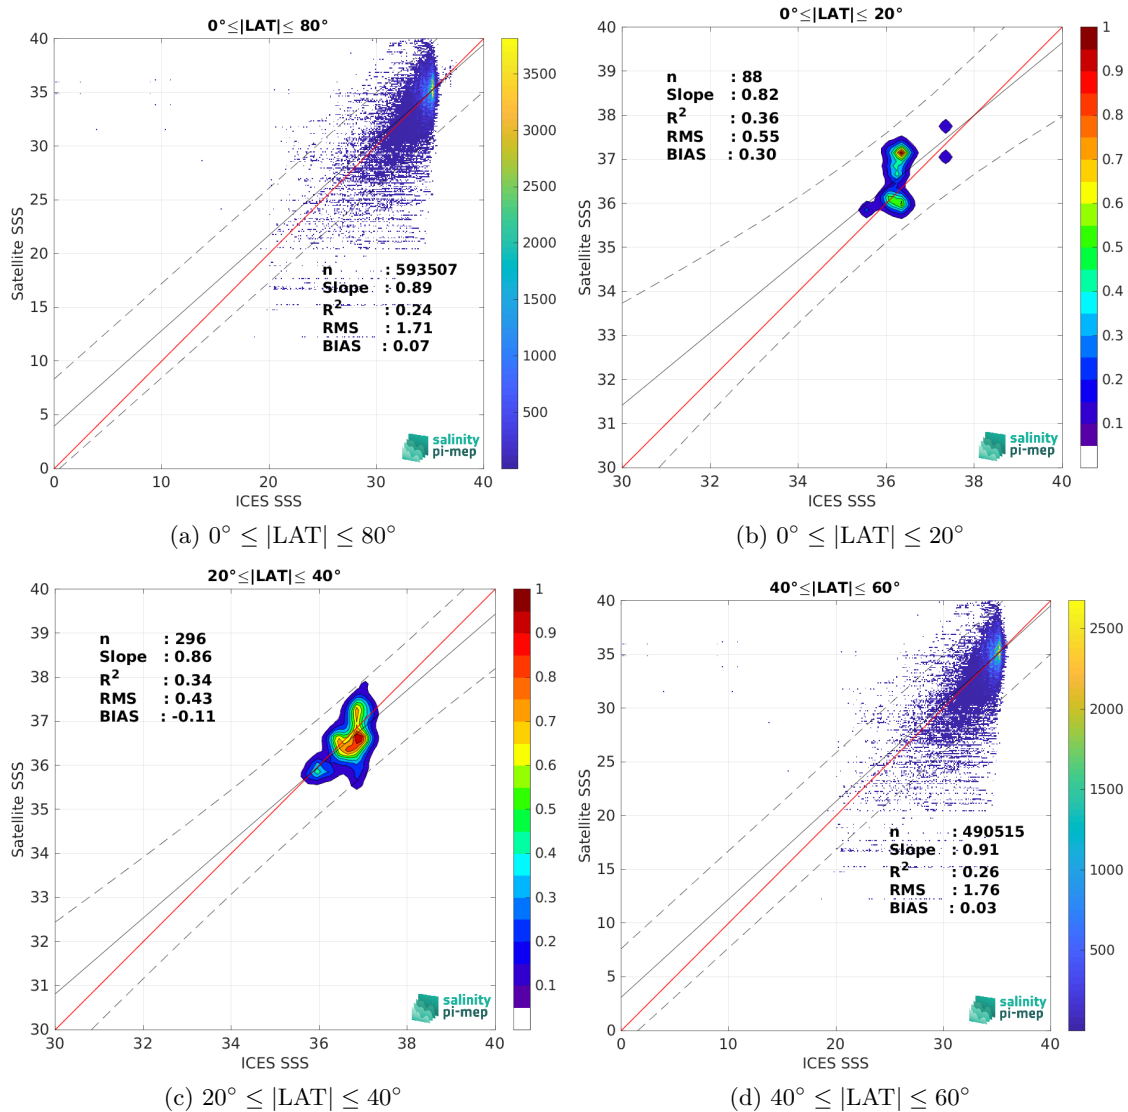 0°≤|LAT|≤ 80°
40
35
30
25
20
15
10
5
0
0
10
20
30
40
Satellite SSS
ICES SSS
n : 593507
Slope : 0.89
R2 : 0.24
RMS : 1.71
BIAS : 0.07
salinity
pi-mep
3500
3000
2500
2000
1500
1000
500
(a) 0° ≤ |LAT| ≤ 80°
0°≤|LAT|≤ 20°
40
39
38
37
36
35
34
33
32
31
30
30
32
34
36
38
40
Satellite SSS
ICES SSS
n : 88
Slope : 0.82
R2 : 0.36
RMS : 0.55
BIAS : 0.30
salinity
pi-mep
1
0.9
0.8
0.7
0.6
0.5
0.4
0.3
0.2
0.1
(b) 0° ≤ |LAT| ≤ 20°
20°≤|LAT|≤ 40°
40
39
38
37
36
35
34
33
32
31
30
30
32
34
36
38
40
Satellite SSS
ICES SSS
n : 296
Slope : 0.86
R2 : 0.34
RMS : 0.43
BIAS : -0.11
salinity
pi-mep
1
0.9
0.8
0.7
0.6
0.5
0.4
0.3
0.2
0.1
(c) 20° ≤ |LAT| ≤ 40°
40°≤|LAT|≤ 60°
40
35
30
25
20
15
10
5
0
0
10
20
30
40
Satellite SSS
ICES SSS
n : 490515
Slope : 0.91
R2 : 0.26
RMS : 1.76
BIAS : 0.03
salinity
pi-mep
2500
2000
1500
1000
500
(d) 40° ≤ |LAT| ≤ 60°